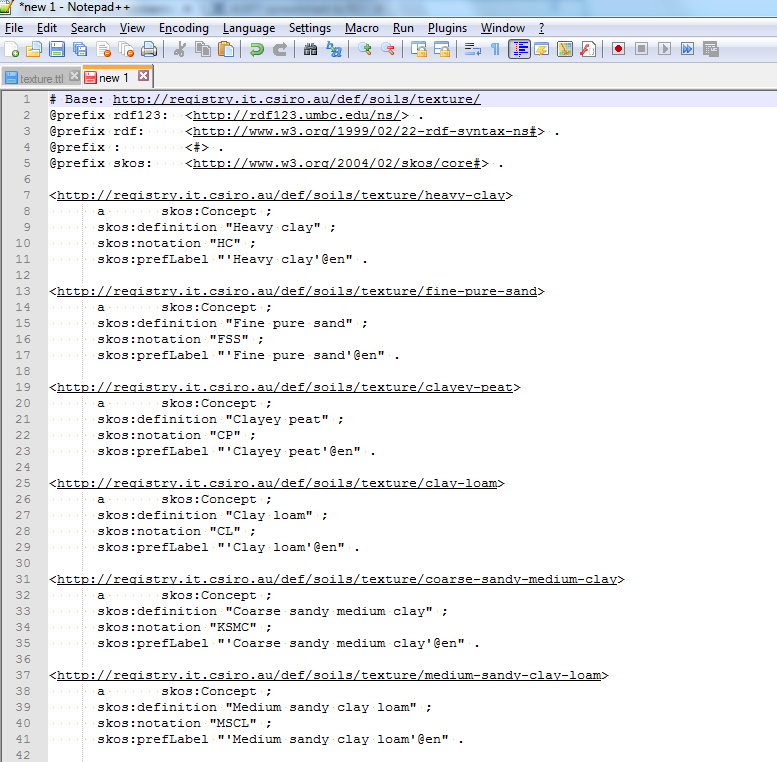 *new 1 - Notepad++
File Edit Search View Encoding Language Settings Macro Run Plugins Window ?
texture.ttl new 1
1 # Base: http://registry.it.csiro.au/def/soils/texture/
2 @prefix rdf123: <http://rdf123.umbc.edu/ns/> .
3 @prefix rdf: <http://www.w3.org/1999/02/22-rdf-syntax-ns#> .
4 @prefix : <#> .
5 @prefix skos: <http://www.w3.org/2004/02/skos/core#> .
6
7 <http://registry.it.csiro.au/def/soils/texture/heavy-clay>
8 a skos:Concept ;
9 skos:definition "Heavy clay" ;
10 skos:notation "HC" ;
11 skos:prefLabel "'Heavy clay'@en" .
12
13 <http://registry.it.csiro.au/def/soils/texture/fine-pure-sand>
14 a skos:Concept ;
15 skos:definition "Fine pure sand" ;
16 skos:notation "FSS" ;
17 skos:prefLabel "'Fine pure sand'@en" .
18
19 <http://registry.it.csiro.au/def/soils/texture/clayey-peat>
20 a skos:Concept ;
21 skos:definition "Clayey peat" ;
22 skos:notation "CP" ;
23 skos:prefLabel "'Clayey peat'@en" .
24
25 <http://registry.it.csiro.au/def/soils/texture/clay-loam>
26 a skos:Concept ;
27 skos:definition "Clay loam" ;
28 skos:notation "CL" ;
29 skos:prefLabel "'Clay loam'@en" .
30
31 <http://registry.it.csiro.au/def/soils/texture/coarse-sandy-medium-clay>
32 a skos:Concept ;
33 skos:definition "Coarse sandy medium clay" ;
34 skos:notation "KSMC" ;
35 skos:prefLabel "'Coarse sandy medium clay'@en" .
36
37 <http://registry.it.csiro.au/def/soils/texture/medium-sandy-clay-loam>
38 a skos:Concept ;
39 skos:definition "Medium sandy clay loam" ;
40 skos:notation "MSCL" ;
41 skos:prefLabel "'Medium sandy clay loam'@en" .
42